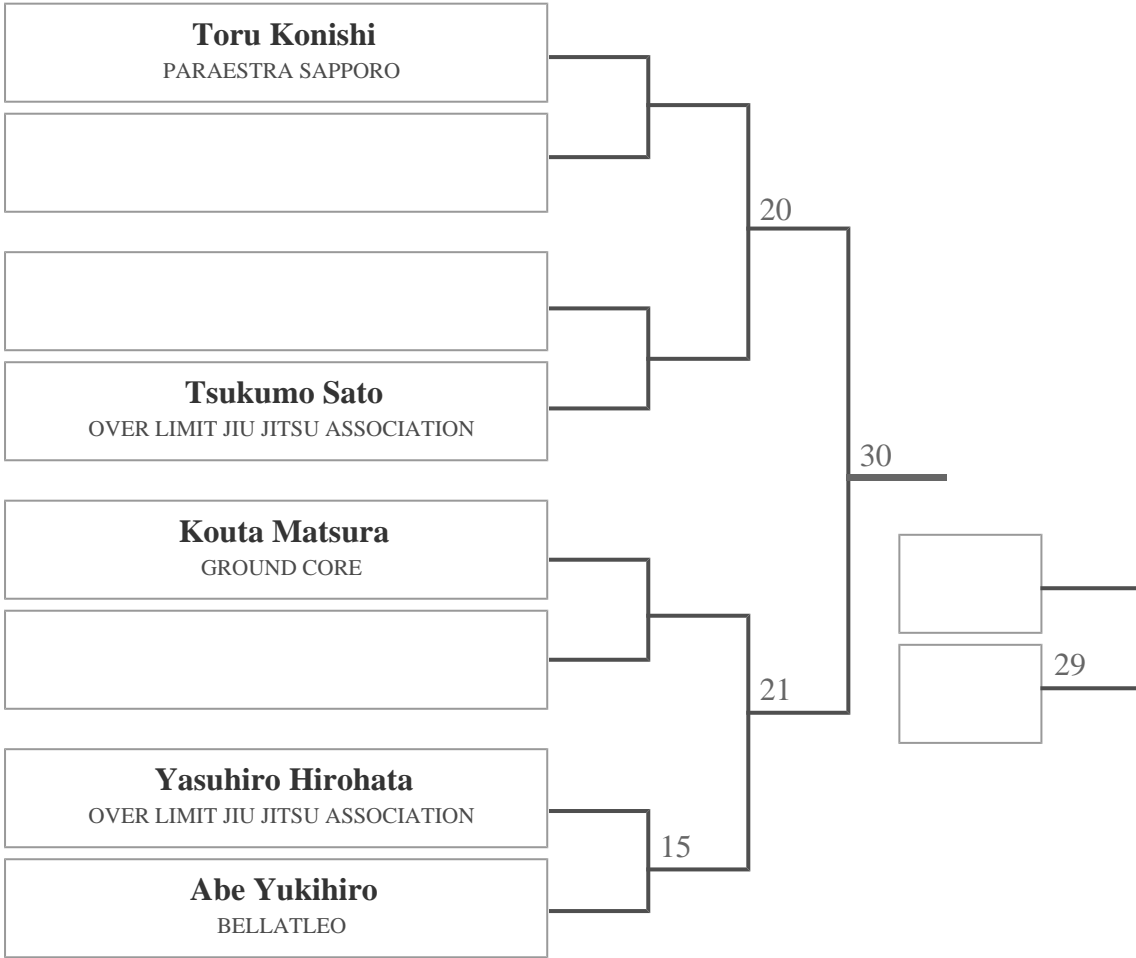 Toru Konishi
PARAESTRA SAPPORO
20
Tsukumo Sato
OVER LIMIT JIU JITSU ASSOCIATION
30
Kouta Matsura
GROUND CORE
21
29
Yasuhiro Hirohata
OVER LIMIT JIU JITSU ASSOCIATION
15
Abe Yukihiro
BELLATLEO